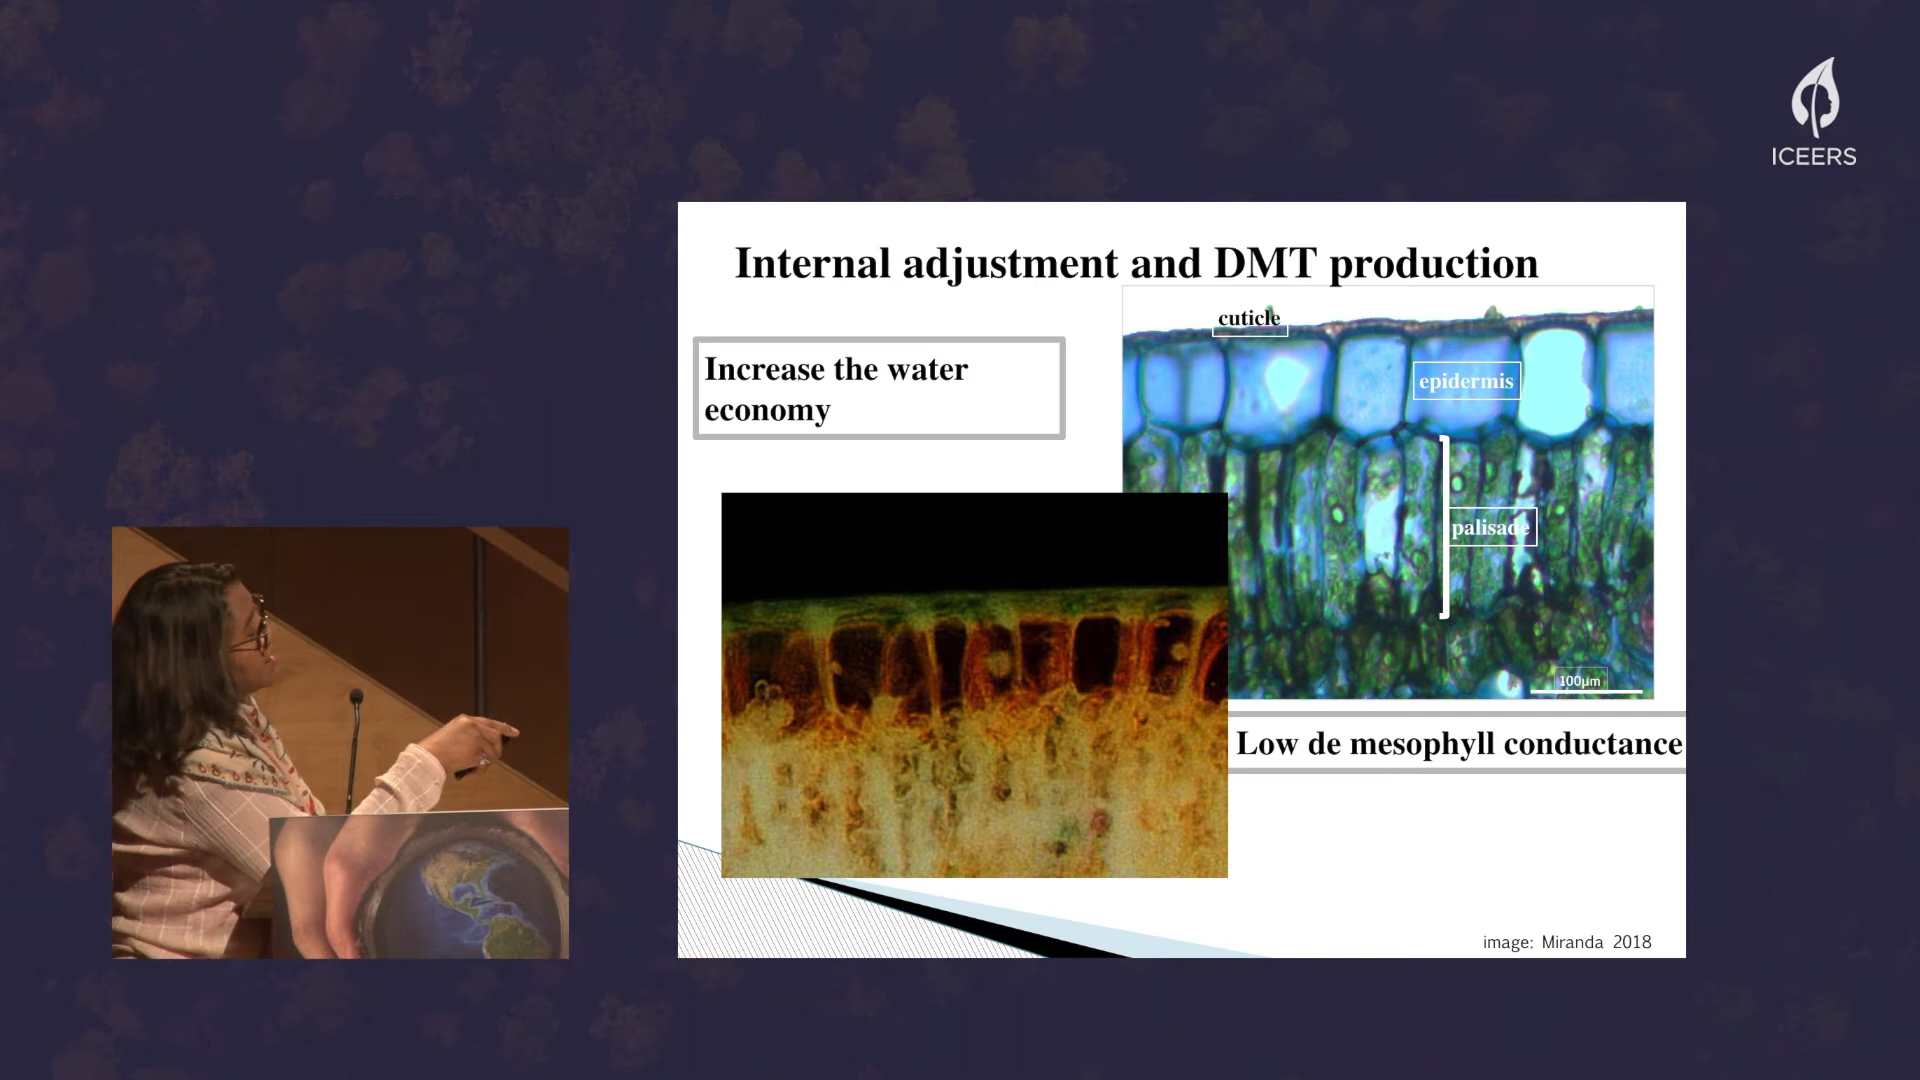 ICEERS
Internal adjustment and DMT production
cuticle
Increase the water
economy
epidermis
palisade
100µm
Low de mesophyll conductance
image: Miranda 2018